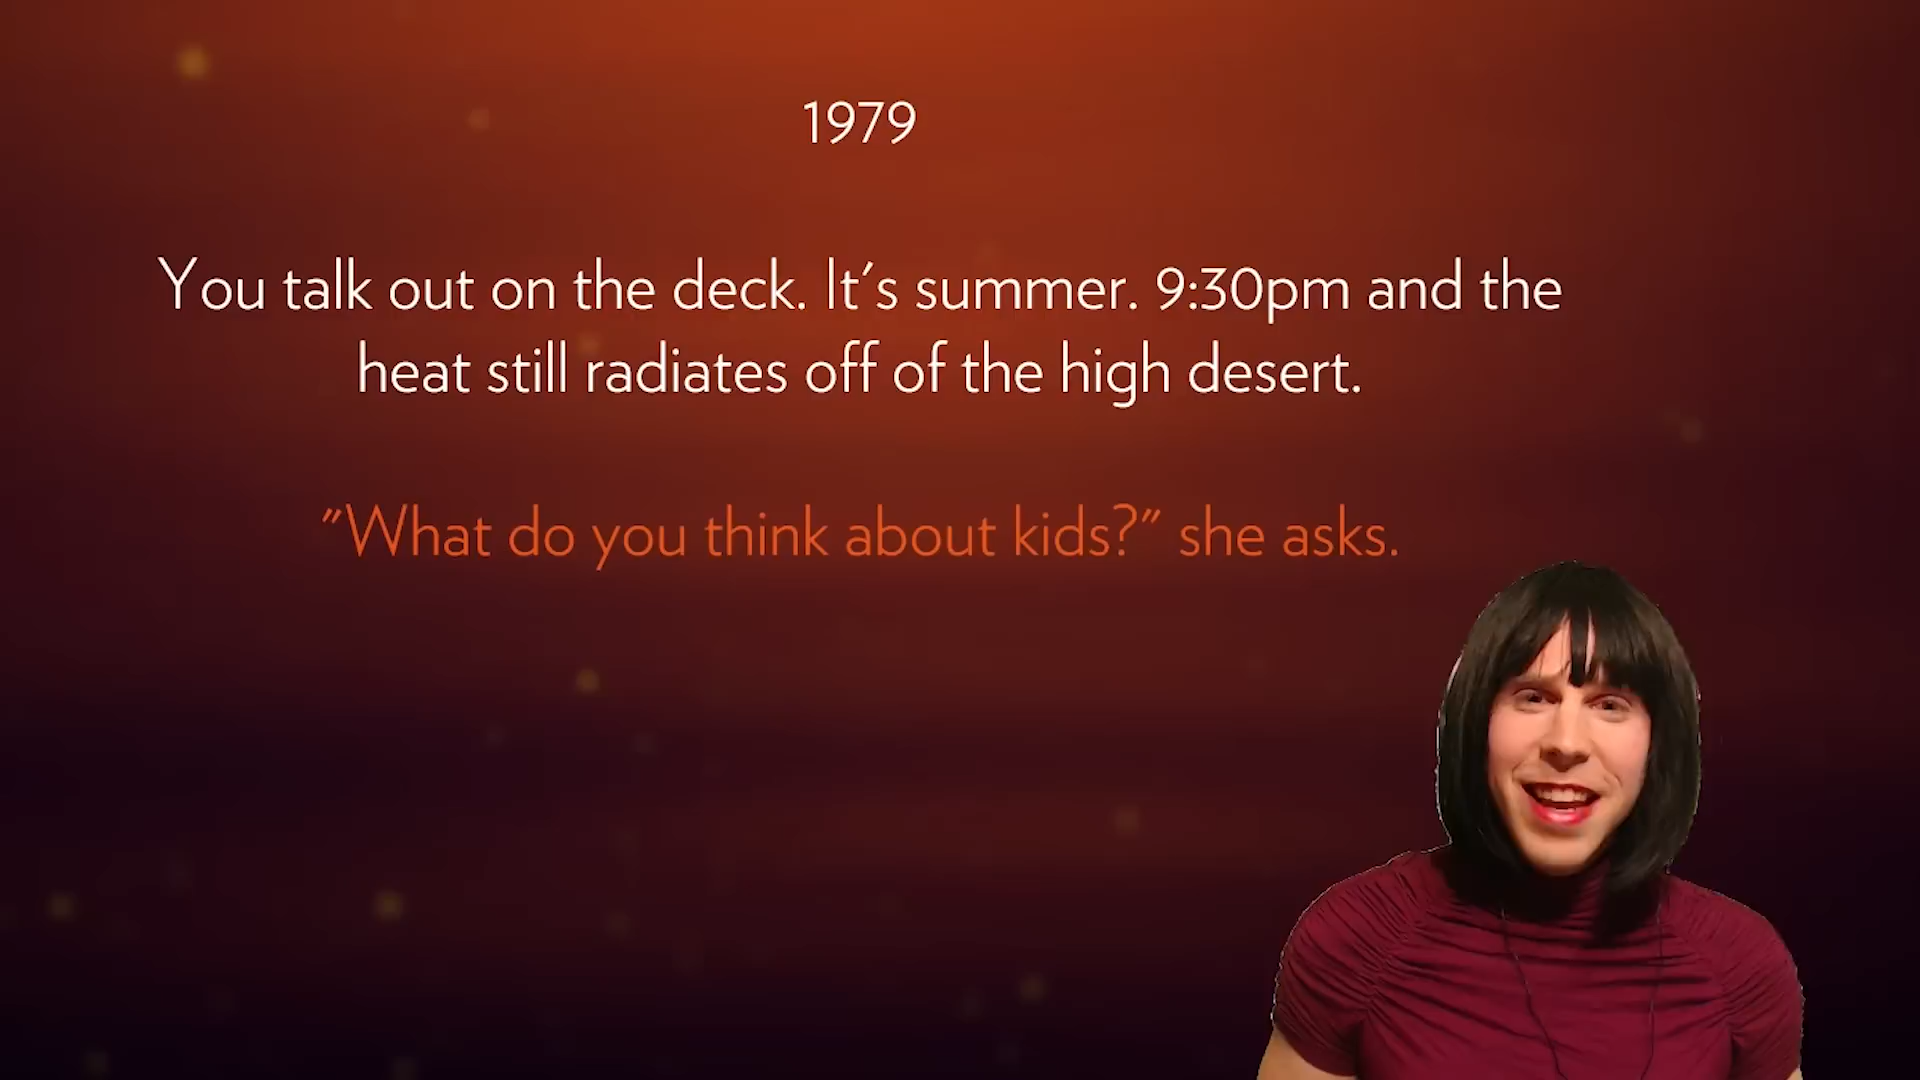 1979
You talk out on the deck. It's summer. 9:30pm and the
heat still radiates off of the high desert.
"What do you think about kids?" she asks.